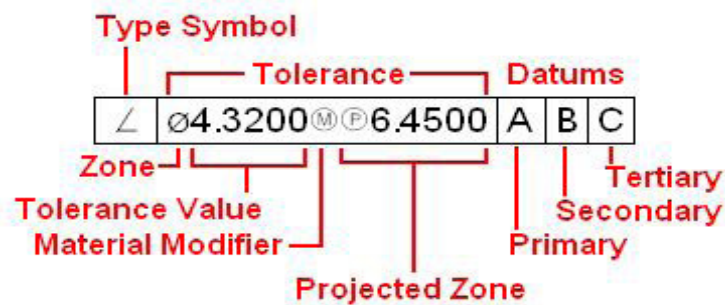 Type Symbol
Tolerance Datums
∠ ⌀4.3200Ⓜ Ⓟ6.4500 A B C
Zone
Tertiary
Tolerance Value
Secondary
Material Modifier
Primary
Projected Zone